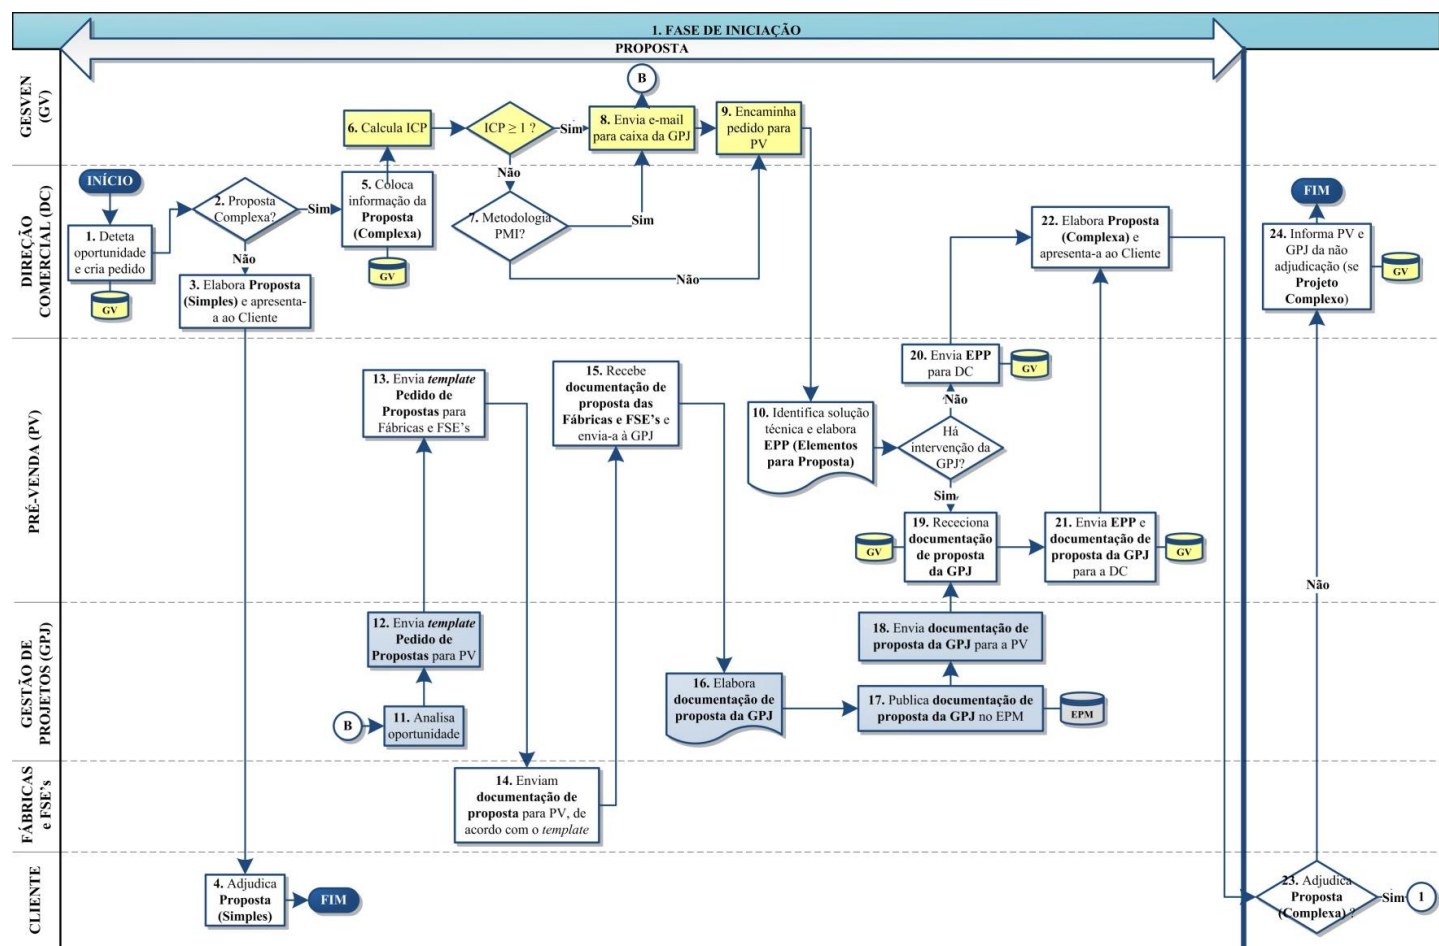 1. FASE DE INICIAÇÃO
PROPOSTA
GESVEN
(GV)
B
6. Calcula ICP
ICP ≥ 1 ?
Sim
8. Envia e-mail
para caixa da GPJ
9. Encaminha
pedido para
PV
Não
DIREÇÃO
COMERCIAL (DC)
INÍCIO
1. Deteta
oportunidade
e cria pedido
GV
2. Proposta
Complexa?
Sim
Não
3. Elabora Proposta
(Simples) e apresenta-
a ao Cliente
5. Coloca
informação da
Proposta
(Complexa)
GV
7. Metodologia
PMI?
Sim
Não
22. Elabora Proposta
(Complexa) e
apresenta-a ao Cliente
FIM
24. Informa PV e
GPJ da não
adjudicação (se
Projeto
Complexo)
GV
PRÉ-VENDA (PV)
13. Envia template
Pedido de
Propostas para
Fábricas e FSE's
15. Recebe
documentação de
proposta das
Fábricas e FSE's e
envia-a à GPJ
10. Identifica solução
técnica e elabora
EPP (Elementos
para Proposta)
20. Envia EPP
para DC
GV
Não
Há
intervenção da
GPJ?
Sim
GV
19. Receciona
documentação
de proposta
da GPJ
21. Envia EPP e
documentação de
proposta da GPJ
para a DC
GV
Não
GESTÃO DE
PROJETOS (GPJ)
12. Envia template
Pedido de
Propostas para PV
B
11. Analisa
oportunidade
16. Elabora
documentação de
proposta da GPJ
18. Envia documentação de
proposta da GPJ para a PV
17. Publica documentação de
proposta da GPJ no EPM
EPM
FÁBRICAS
e FSE's
14. Enviam
documentação de
proposta para PV, de
acordo com o template
CLIENTE
4. Adjudica
Proposta
(Simples)
FIM
23. Adjudica
Proposta
(Complexa) ?
Sim
1